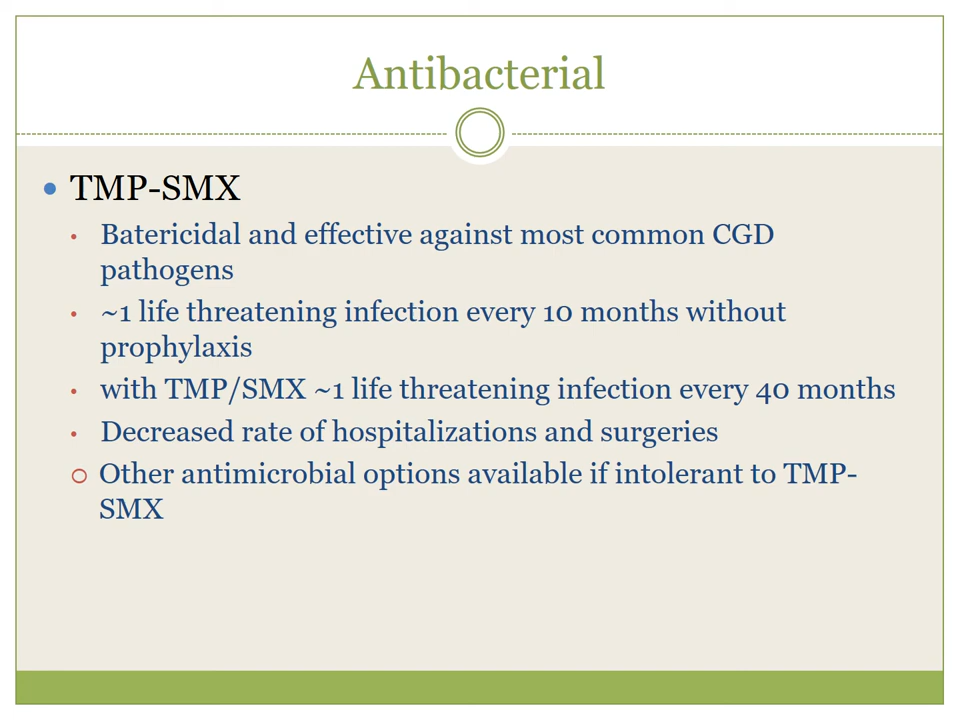 Antibacterial
• TMP-SMX
• Batericidal and effective against most common CGD
pathogens
• ~1 life threatening infection every 10 months without
prophylaxis
• with TMP/SMX ~1 life threatening infection every 40 months
• Decreased rate of hospitalizations and surgeries
○ Other antimicrobial options available if intolerant to TMP-
SMX